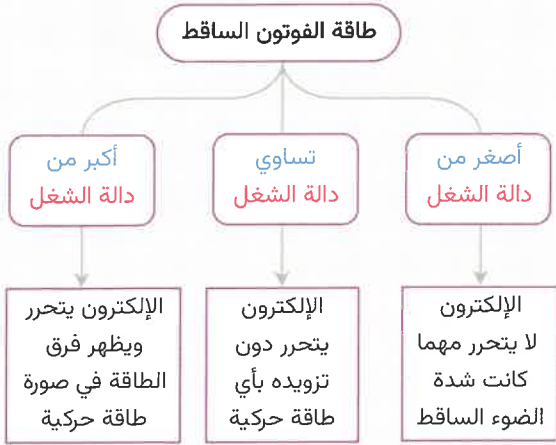 طاقة الفوتون الساقط
أصغر من
دالة الشغل
تساوي
دالة الشغل
أكبر من
دالة الشغل
الإلكترون
لا يتحرر مهما
كانت شدة
الضوء الساقط
الإلكترون
يتحرر دون
تزويده بأي
طاقة حركية
الإلكترون يتحرر
ويظهر فرق
الطاقة في صورة
طاقة حركية